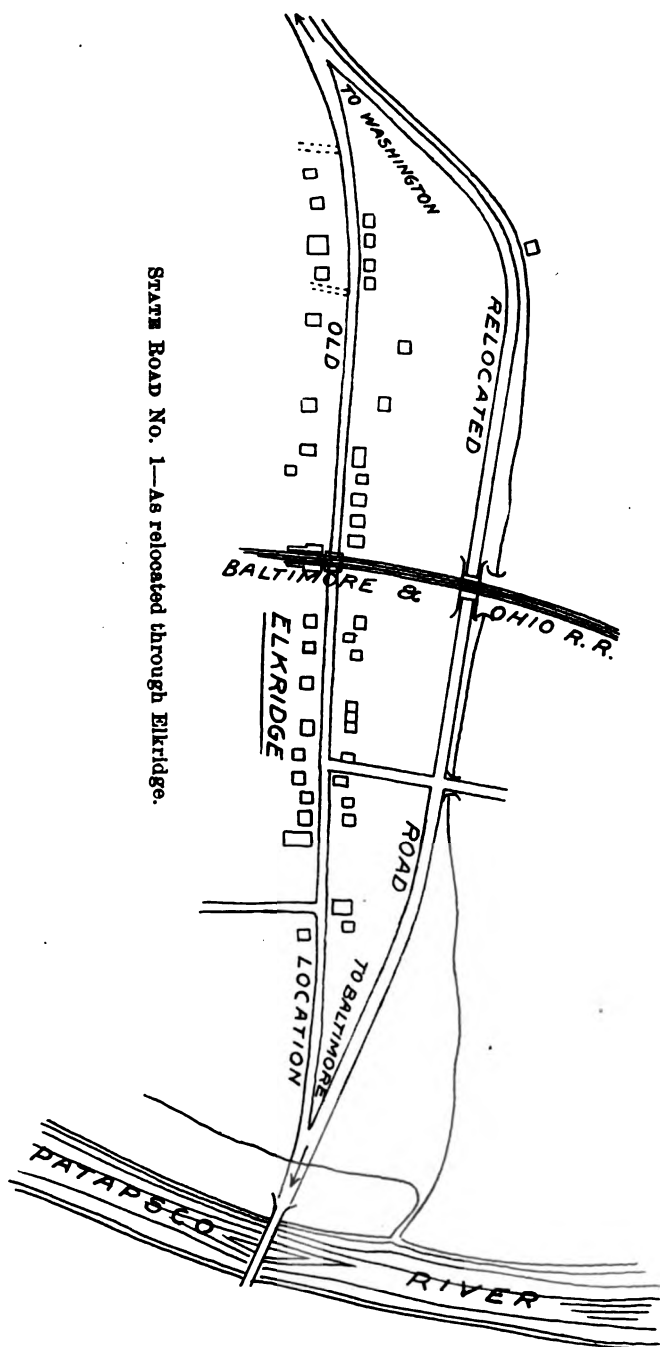 TO WASHINGTON
RELOCATED
OLD
BALTIMORE & OHIO R.R.
ELKRIDGE
ROAD
TO BALTIMORE
LOCATION
PATAPSCO
RIVER
STATE ROAD No. 1—As relocated through Elkridge.